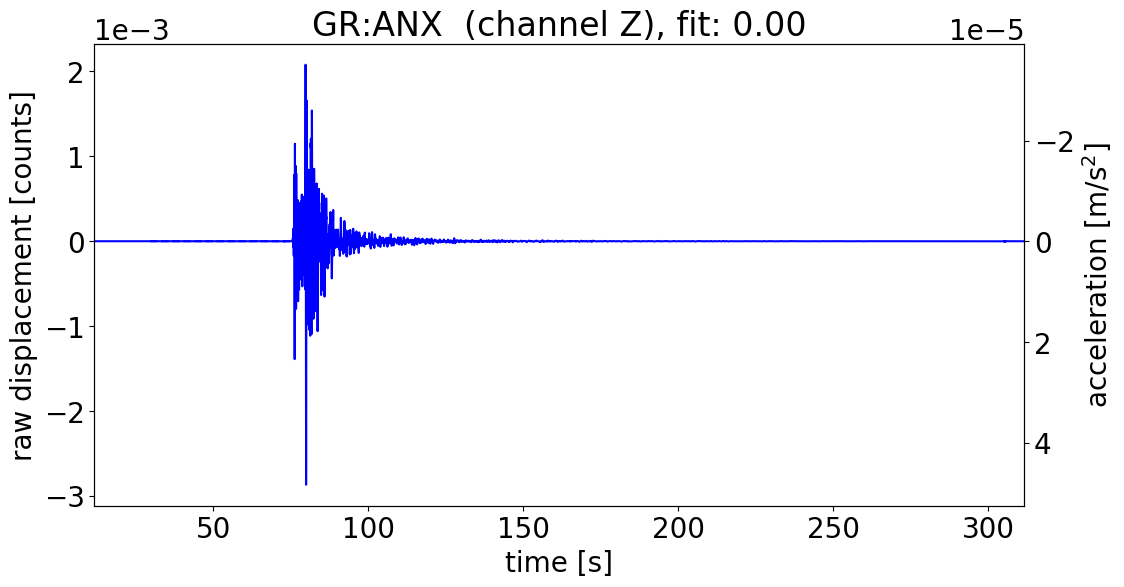 GR:ANX  (channel Z), fit: 0.00
1e−3
1e−5
raw displacement [counts]
2
1
0
−1
−2
−3
−2
0
2
4
acceleration [m/s²]
50
100
150
200
250
300
time [s]